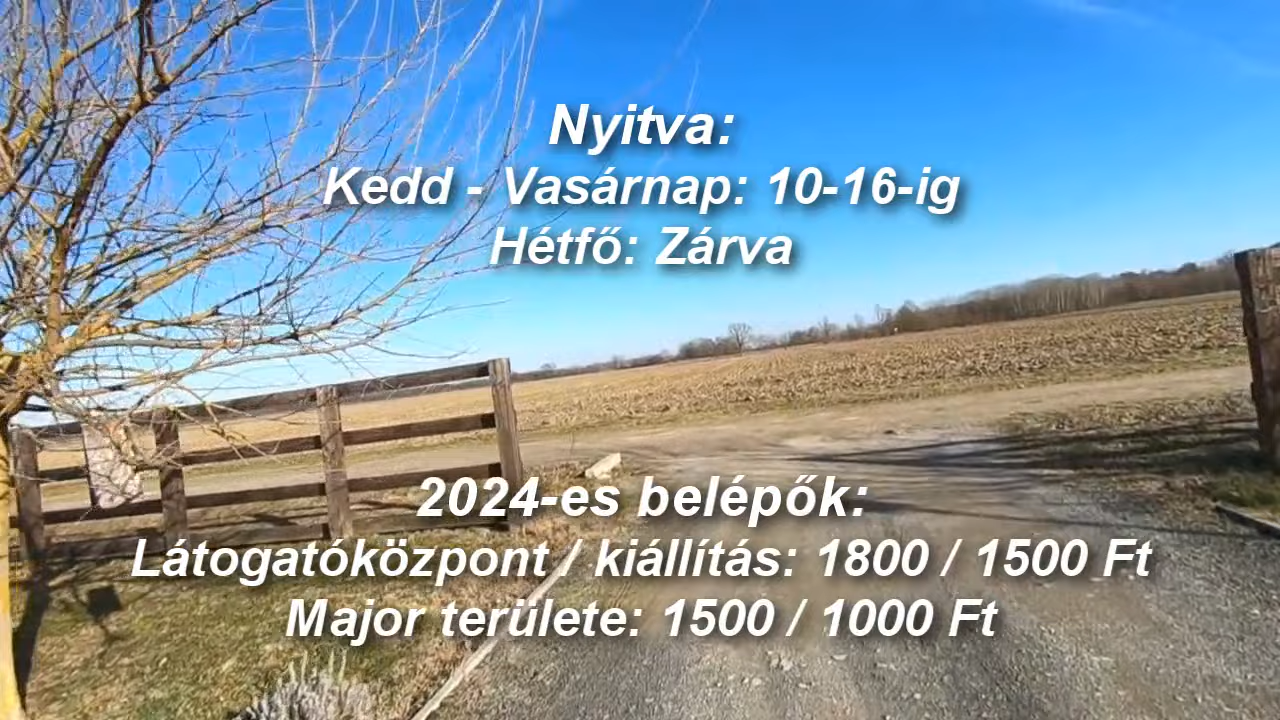 Nyitva:
Kedd - Vasárnap: 10-16-ig
Hétfő: Zárva
2024-es belépők:
Látogatóközpont / kiállítás: 1800 / 1500 Ft
Major területe: 1500 / 1000 Ft